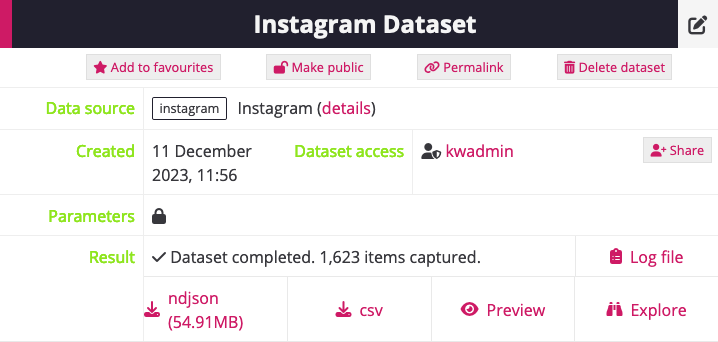 Instagram Dataset
Add to favourites Make public Permalink Delete dataset
Data source instagram Instagram (details)
Created 11 December 2023, 11:56 Dataset access kwadmin Share
Parameters
Result Dataset completed. 1,623 items captured. Log file
ndjson (54.91MB) csv Preview Explore